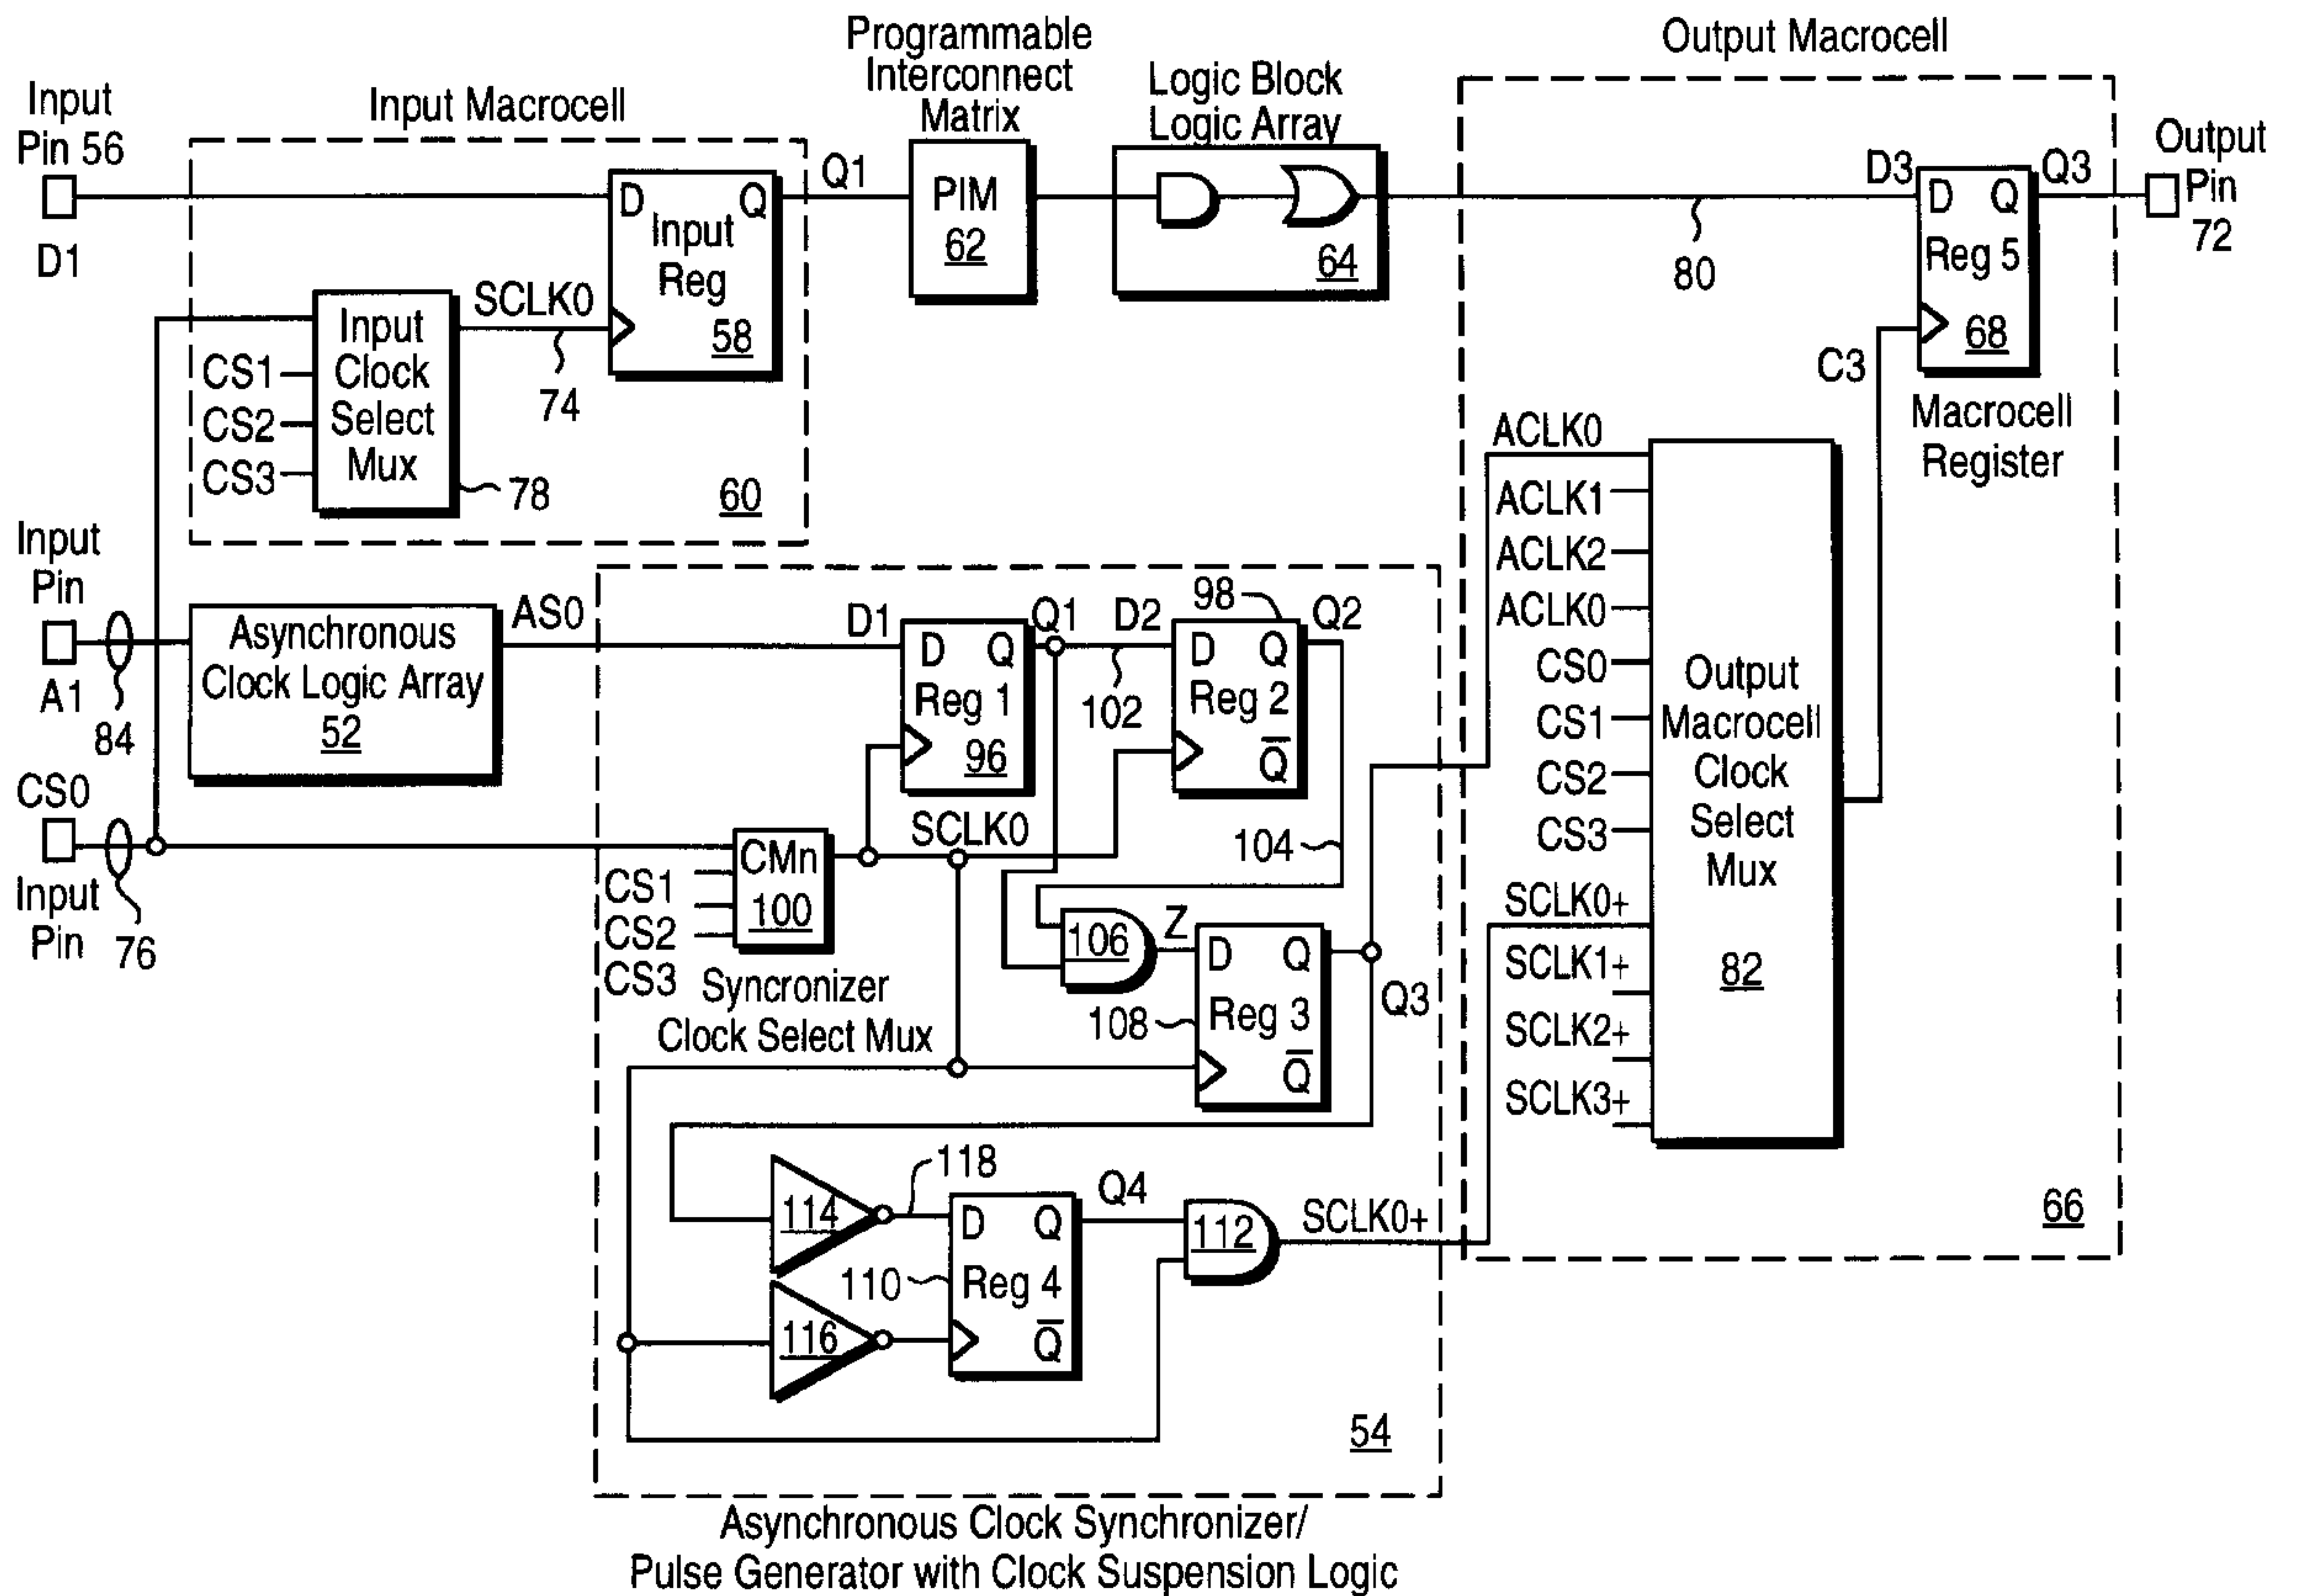 Programmable
Interconnect
Matrix
Logic Block
Logic Array
Output Macrocell
Input
Pin 56
D1
Input Macrocell
D
Q
Input
Reg
58
Q1
PIM
62
64
80
D3
D
Q
Reg 5
68
Q3
Output
Pin
72
Macrocell
Register
C3
SCLK0
74
Input
Clock
Select
Mux
CS1
CS2
CS3
78
60
Input
Pin
A1
84
Asynchronous
Clock Logic Array
52
AS0
CS0
Input
Pin
76
D1
D
Q
Reg 1
96
Q1
D2
102
98
D
Q
Reg 2
Q̅
Q2
104
SCLK0
CMn
100
CS1
CS2
CS3
Syncronizer
Clock Select Mux
106
Z
D
Q
Reg 3
Q̅
108
Q3
114
118
116
D
Q
Reg 4
Q̅
110
Q4
112
SCLK0+
54
ACLK0
ACLK1
ACLK2
ACLK0
CS0
CS1
CS2
CS3
SCLK0+
SCLK1+
SCLK2+
SCLK3+
Output
Macrocell
Clock
Select
Mux
82
66
Asynchronous Clock Synchronizer/
Pulse Generator with Clock Suspension Logic